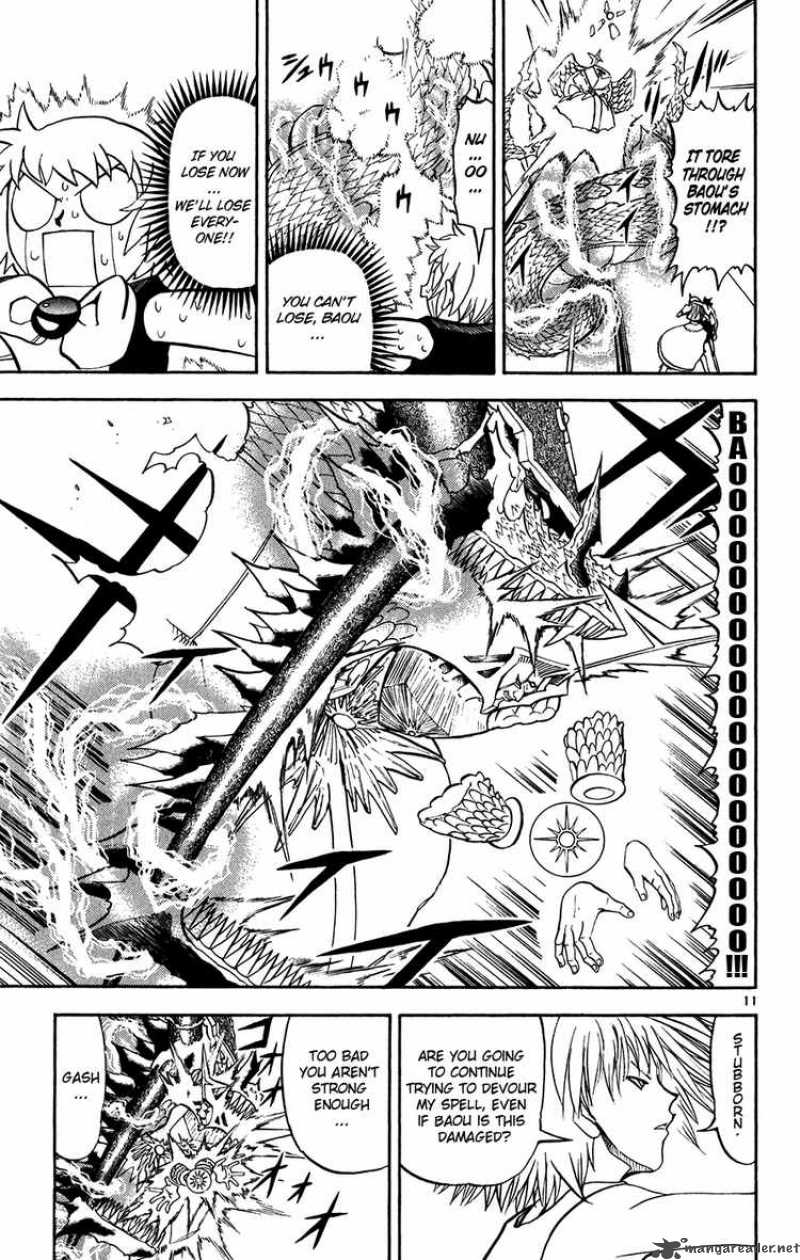 IT TORE
THROUGH
BAOU'S
STOMACH
!!?
NU
...
OO
...
YOU CAN'T
LOSE, BAOU
...
IF YOU
LOSE NOW
...
WE'LL LOSE
EVERY-
ONE!!
BAOOOOOOOOOOOOOOOOOOO!!!
11
STUBBORN.
ARE YOU GOING
TO CONTINUE
TRYING TO DEVOUR
MY SPELL, EVEN
IF BAOU IS THIS
DAMAGED?
TOO BAD
YOU AREN'T
STRONG
ENOUGH
...
GASH
...
mangareader.net